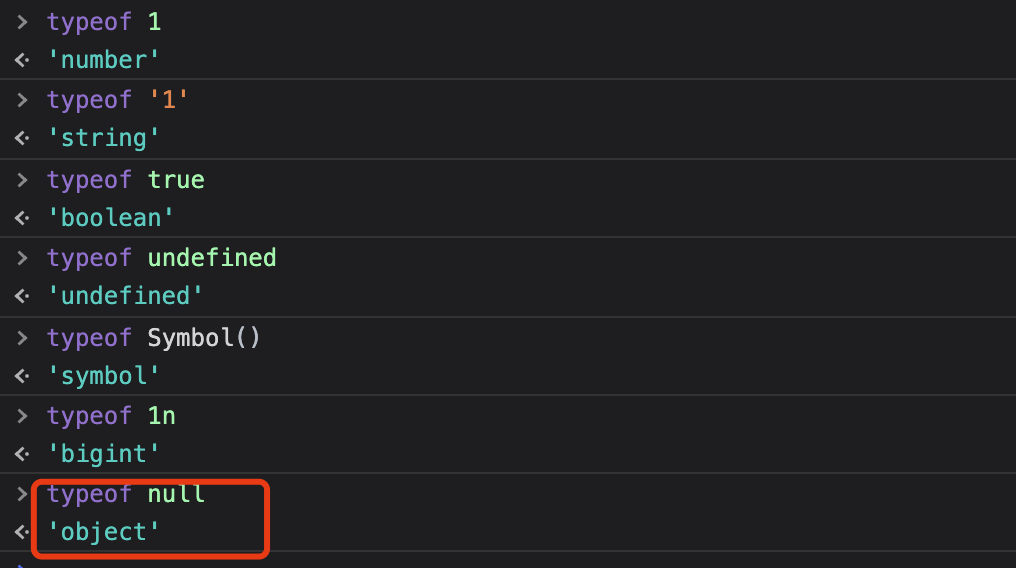 > typeof 1
<· 'number'
> typeof '1'
<· 'string'
> typeof true
<· 'boolean'
> typeof undefined
<· 'undefined'
> typeof Symbol()
<· 'symbol'
> typeof 1n
<· 'bigint'
> typeof null
<· 'object'